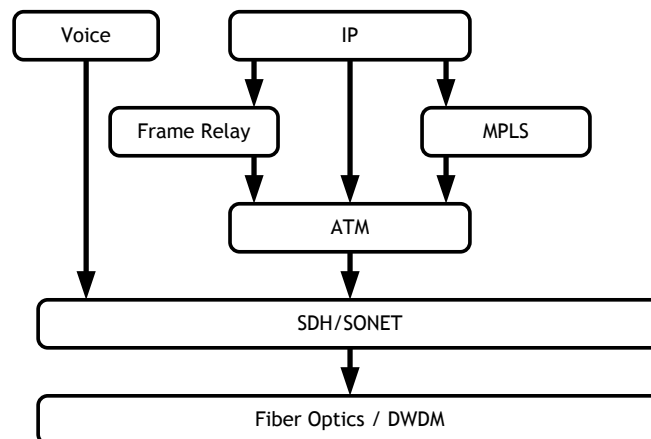 Voice
IP
Frame Relay
MPLS
ATM
SDH/SONET
Fiber Optics / DWDM